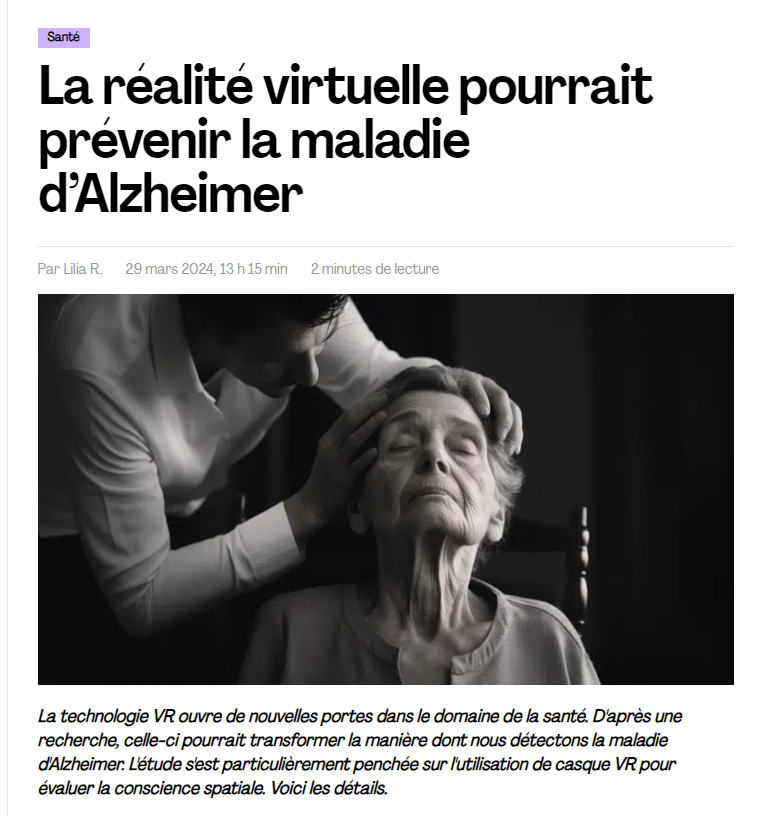 Santé
La réalité virtuelle pourrait
prévenir la maladie
d’Alzheimer
Par Lilia R. 29 mars 2024, 13 h 15 min 2 minutes de lecture
La technologie VR ouvre de nouvelles portes dans le domaine de la santé. D'après une
recherche, celle-ci pourrait transformer la manière dont nous détectons la maladie
d'Alzheimer. L'étude s'est particulièrement penchée sur l'utilisation de casque VR pour
évaluer la conscience spatiale. Voici les détails.